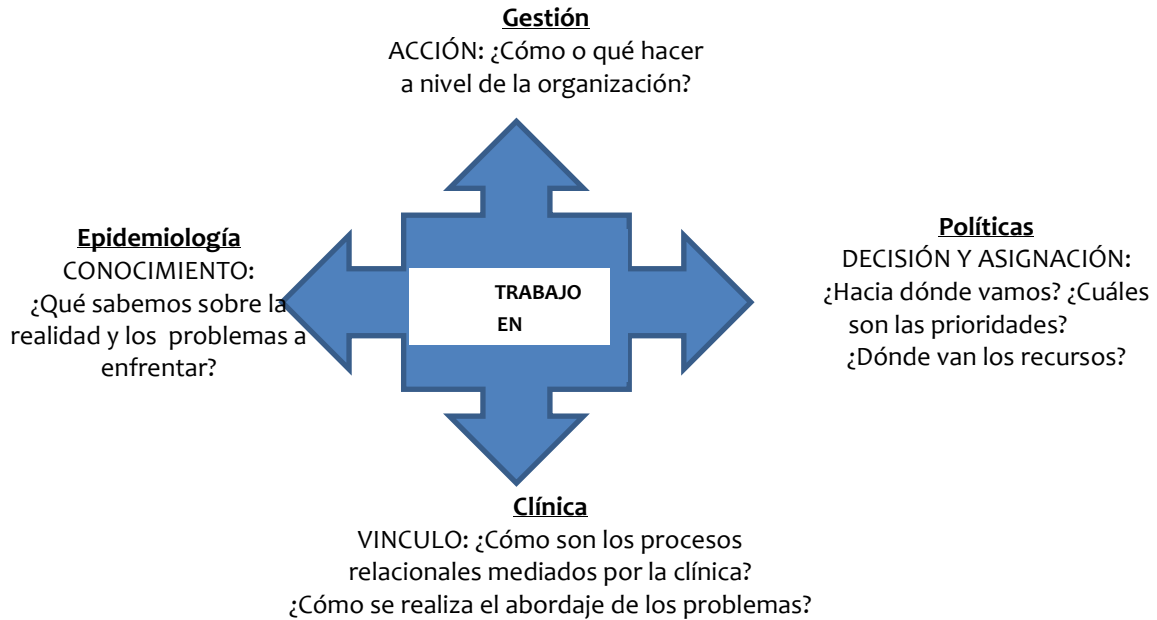 Gestión
ACCIÓN: ¿Cómo o qué hacer
a nivel de la organización?
Epidemiología
CONOCIMIENTO:
¿Qué sabemos sobre la
realidad y los problemas a
enfrentar?
TRABAJO
EN
Políticas
DECISIÓN Y ASIGNACIÓN:
¿Hacia dónde vamos? ¿Cuáles
son las prioridades?
¿Dónde van los recursos?
Clínica
VINCULO: ¿Cómo son los procesos
relacionales mediados por la clínica?
¿Cómo se realiza el abordaje de los problemas?